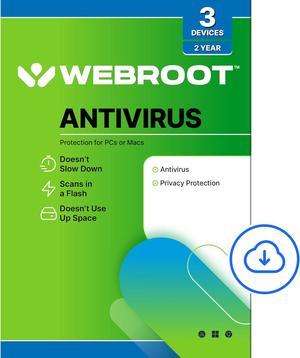 3
DEVICES
2 YEAR
WEBROOT™
ANTIVIRUS
Protection for PCs or Macs
Doesn't
Slow Down
Scans in
a Flash
Doesn't Use
Up Space
Antivirus
Privacy Protection